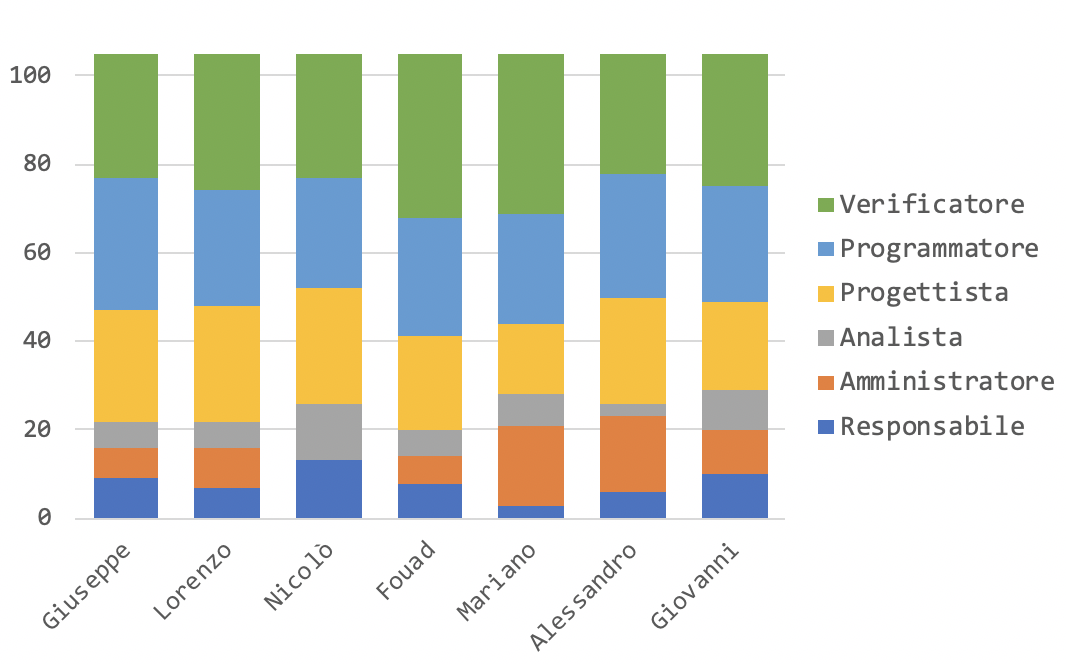 100
80
60
40
20
0
Giuseppe
Lorenzo
Nicolò
Fouad
Mariano
Alessandro
Giovanni
Verificatore
Programmatore
Progettista
Analista
Amministratore
Responsabile